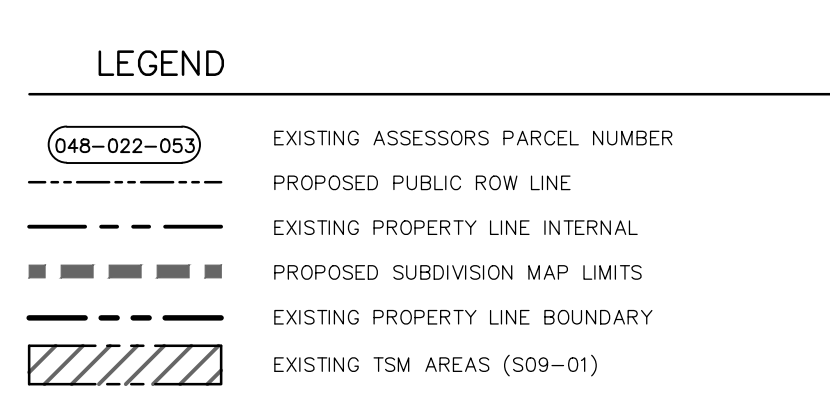 LEGEND
048-022-053 EXISTING ASSESSORS PARCEL NUMBER
PROPOSED PUBLIC ROW LINE
EXISTING PROPERTY LINE INTERNAL
PROPOSED SUBDIVISION MAP LIMITS
EXISTING PROPERTY LINE BOUNDARY
EXISTING TSM AREAS (S09-01)